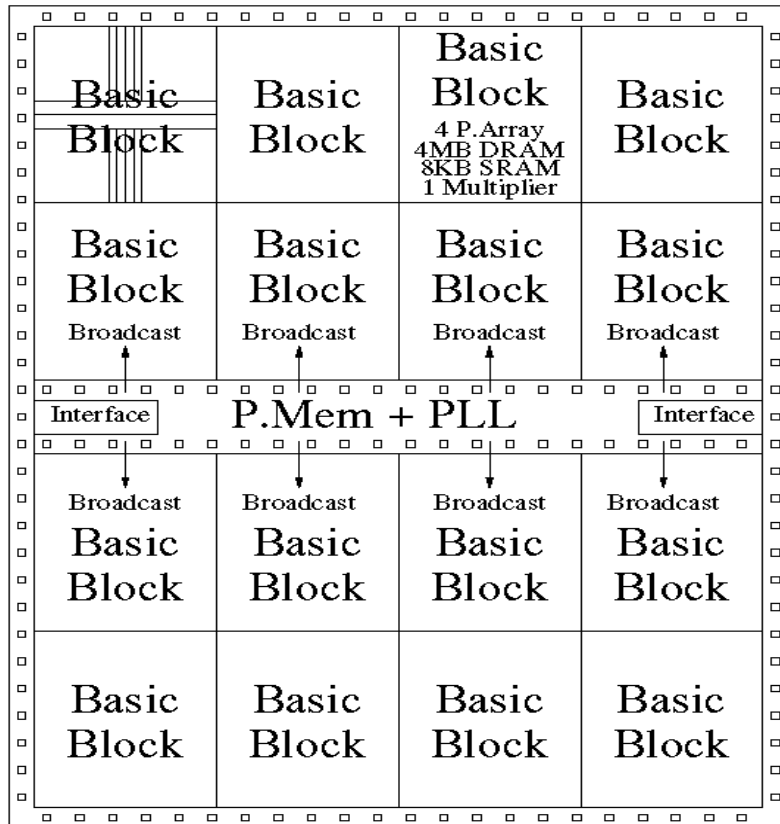 Basic
Block
Basic
Block
Basic
Block
4 P.Array
4MB DRAM
8KB SRAM
1 Multiplier
Basic
Block
Basic
Block
Broadcast
Basic
Block
Broadcast
Basic
Block
Broadcast
Basic
Block
Broadcast
Interface
P.Mem + PLL
Interface
Broadcast
Basic
Block
Broadcast
Basic
Block
Broadcast
Basic
Block
Broadcast
Basic
Block
Basic
Block
Basic
Block
Basic
Block
Basic
Block